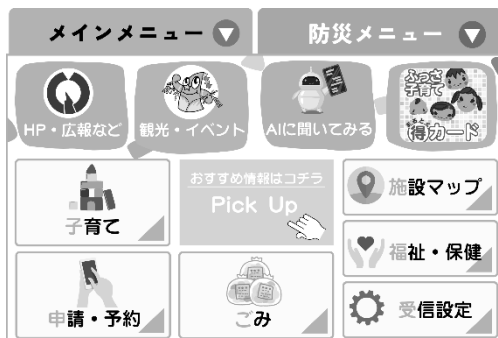 メインメニュー
防災メニュー
HP・広報など
観光・イベント
AIに聞いてみる
ふっさ
子育て
まるとく
得カード
子育て
おすすめ情報はコチラ
Pick Up
施設マップ
福祉・保健
申請・予約
ごみ
受信設定